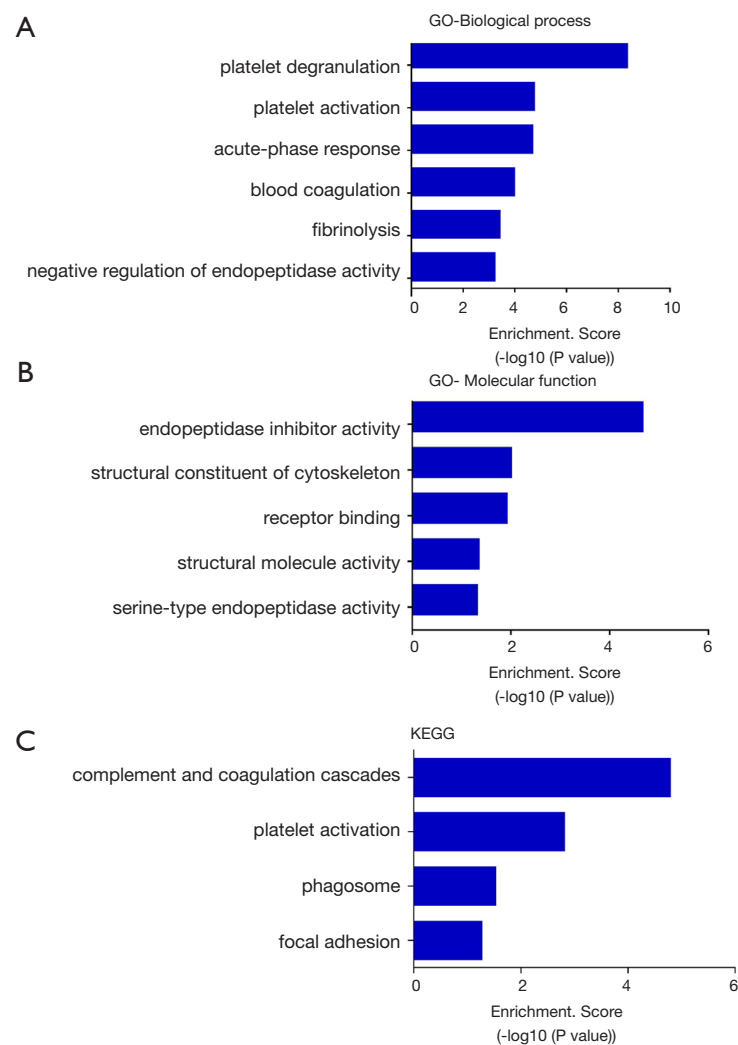 A
GO-Biological process
platelet degranulation
platelet activation
acute-phase response
blood coagulation
fibrinolysis
negative regulation of endopeptidase activity
0 2 4 6 8 10
Enrichment. Score
(-log10 (P value))
B
GO- Molecular function
endopeptidase inhibitor activity
structural constituent of cytoskeleton
receptor binding
structural molecule activity
serine-type endopeptidase activity
0 2 4 6
Enrichment. Score
(-log10 (P value))
C
KEGG
complement and coagulation cascades
platelet activation
phagosome
focal adhesion
0 2 4 6
Enrichment. Score
(-log10 (P value))